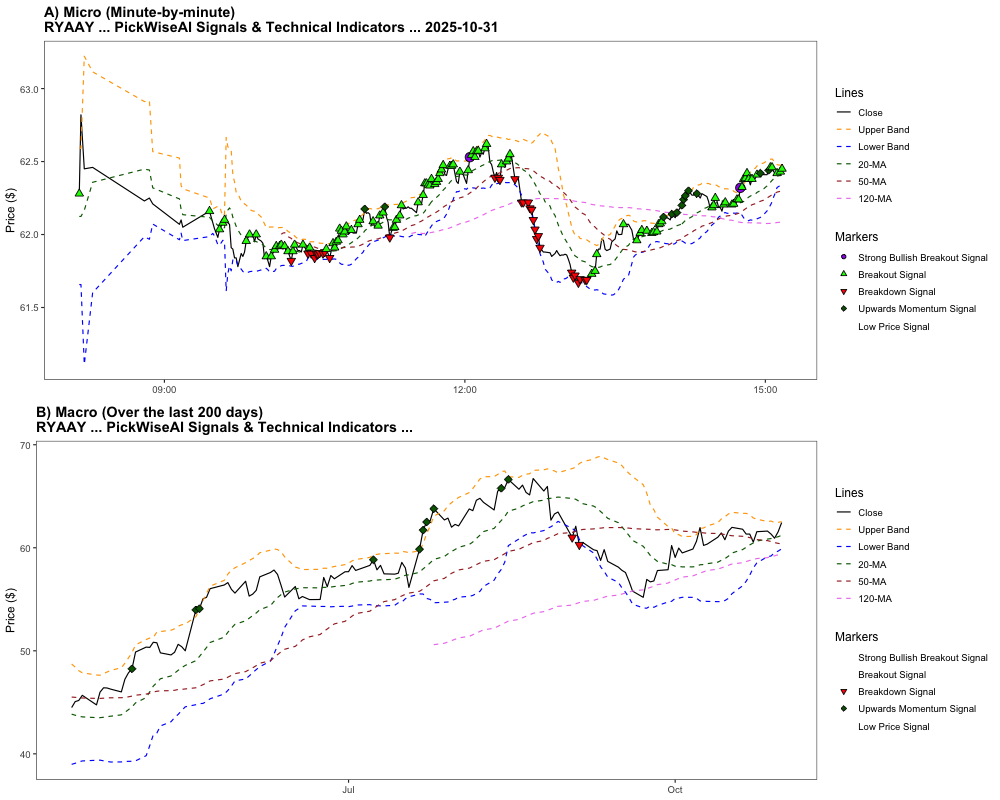 A) Micro (Minute-by-minute)
RYAAY ... PickWiseAI Signals & Technical Indicators ... 2025-10-31
Price ($)
63.0
62.5
62.0
61.5
09:00
12:00
15:00
Lines
Close
Upper Band
Lower Band
20-MA
50-MA
120-MA
Markers
Strong Bullish Breakout Signal
Breakout Signal
Breakdown Signal
Upwards Momentum Signal
Low Price Signal
B) Macro (Over the last 200 days)
RYAAY ... PickWiseAI Signals & Technical Indicators ...
Price ($)
70
60
50
40
Jul
Oct
Lines
Close
Upper Band
Lower Band
20-MA
50-MA
120-MA
Markers
Strong Bullish Breakout Signal
Breakout Signal
Breakdown Signal
Upwards Momentum Signal
Low Price Signal